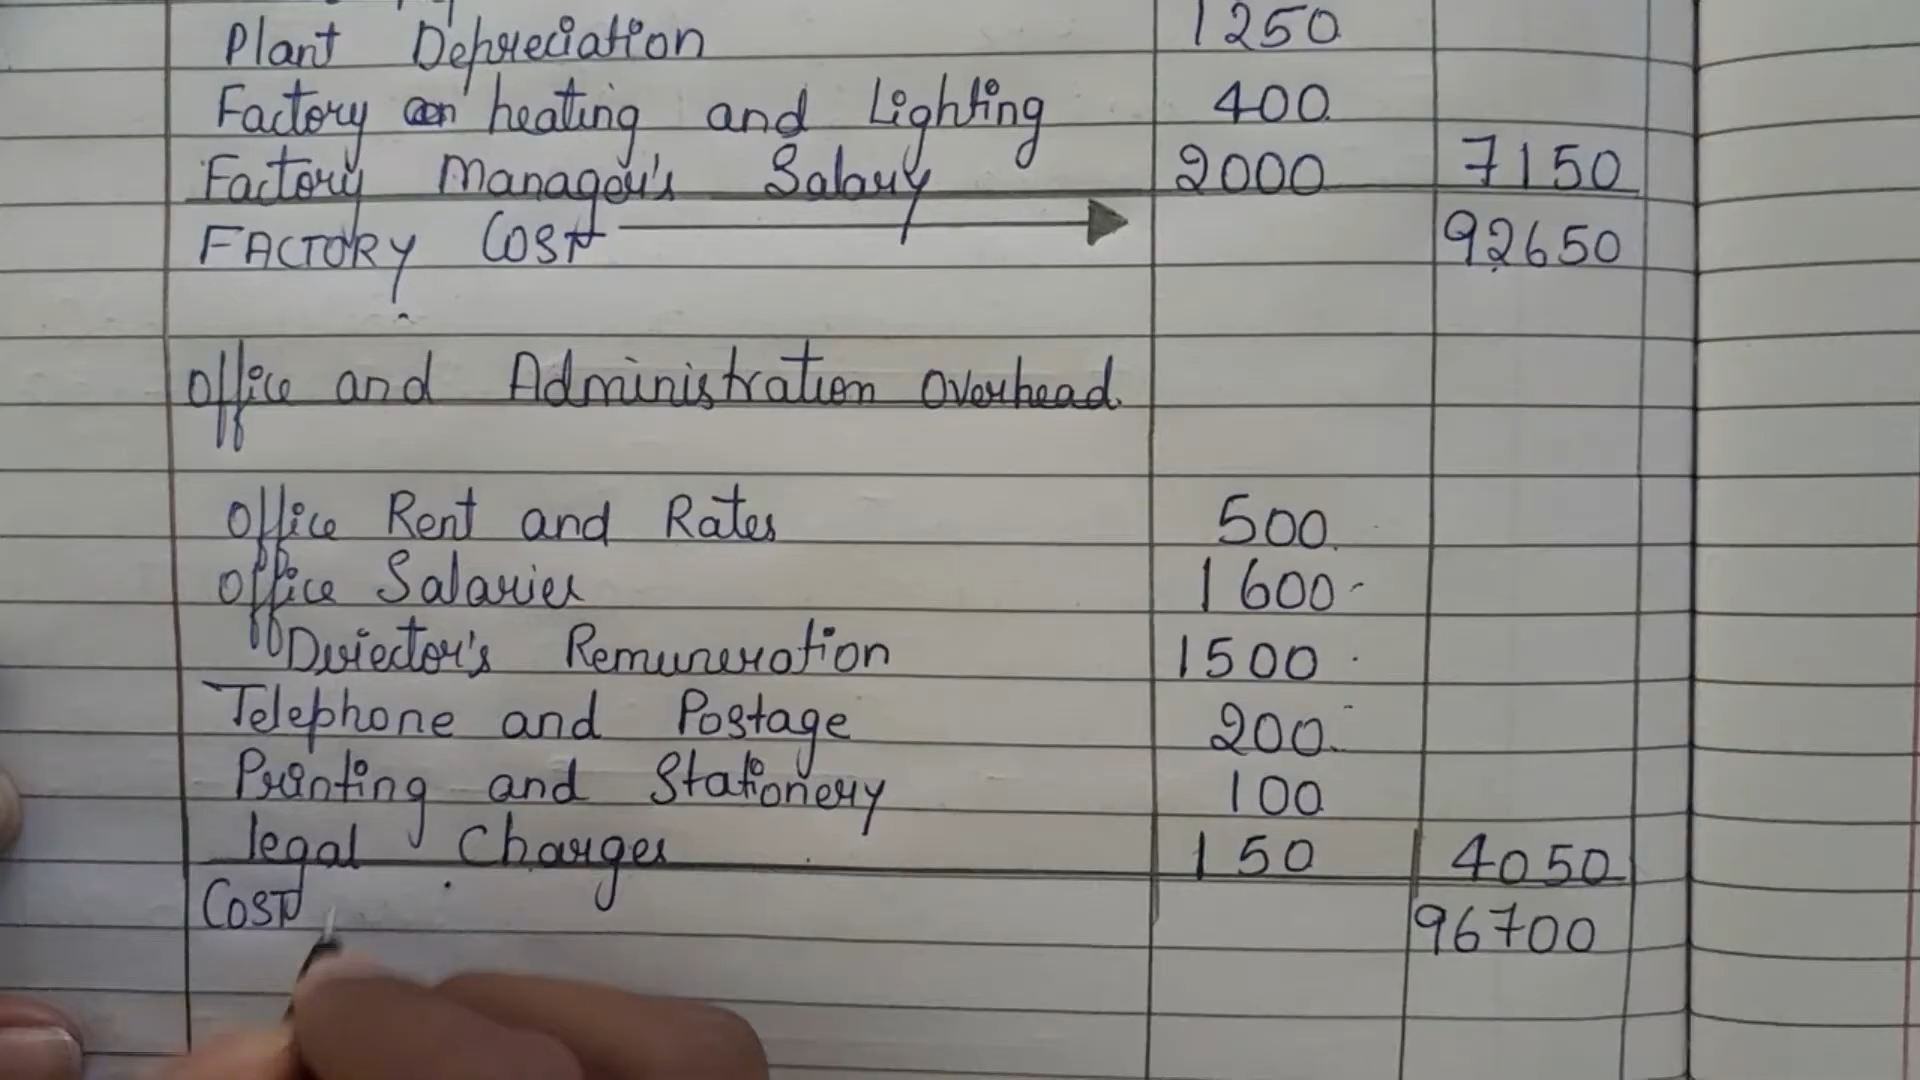 Plant Depreciation 1250
Factory heating and Lighting 400
Factory Manager's Salary 2000 7150
FACTORY COST 92650
Office and Administration Overhead.
Office Rent and Rates 500
Office Salaries 1600
Director's Remuneration 1500
Telephone and Postage 200
Printing and Stationery 100
legal Charges 150 4050
COST 96700